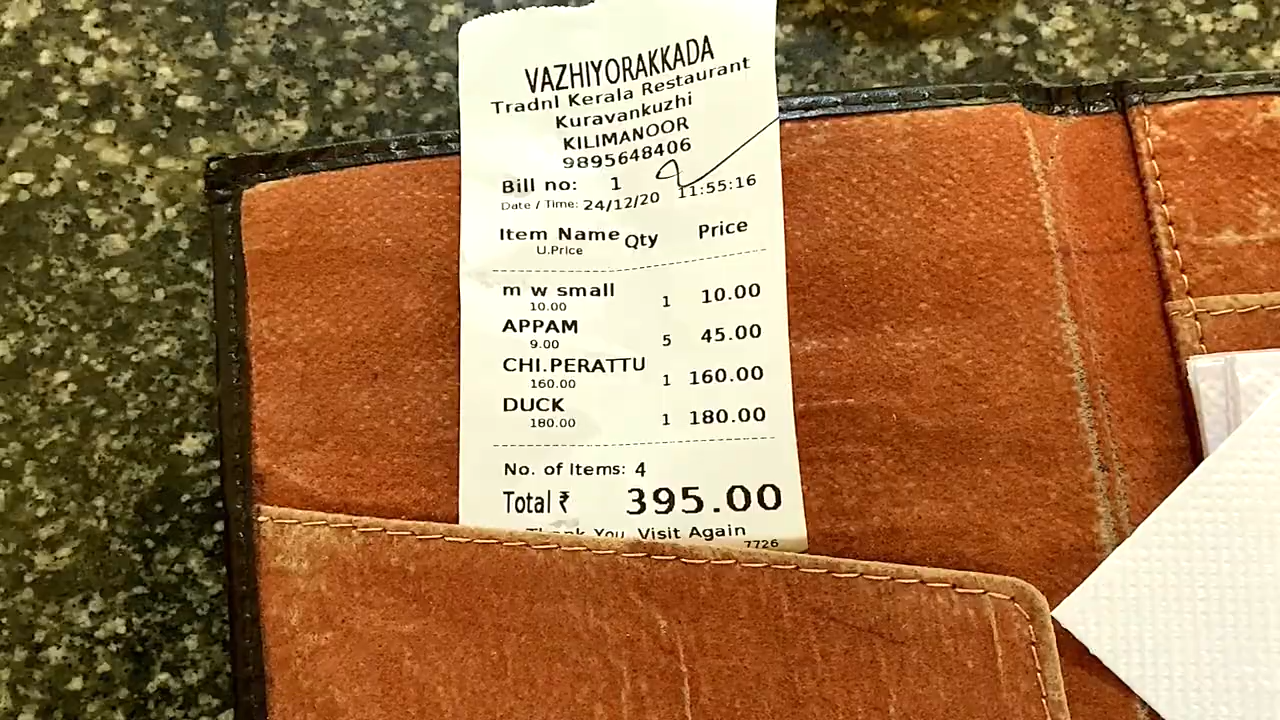 VAZHIYORAKKADA
Tradnl Kerala Restaurant
Kuravankuzhi
KILIMANOOR
9895648406
Bill no: 1
Date / Time: 24/12/20 11:55:16
Item Name Qty Price
U.Price
m w small 1 10.00
10.00
APPAM 5 45.00
9.00
CHI.PERATTU 1 160.00
160.00
DUCK 1 180.00
180.00
No. of Items: 4
Total ₹ 395.00
Thank You Visit Again
7726